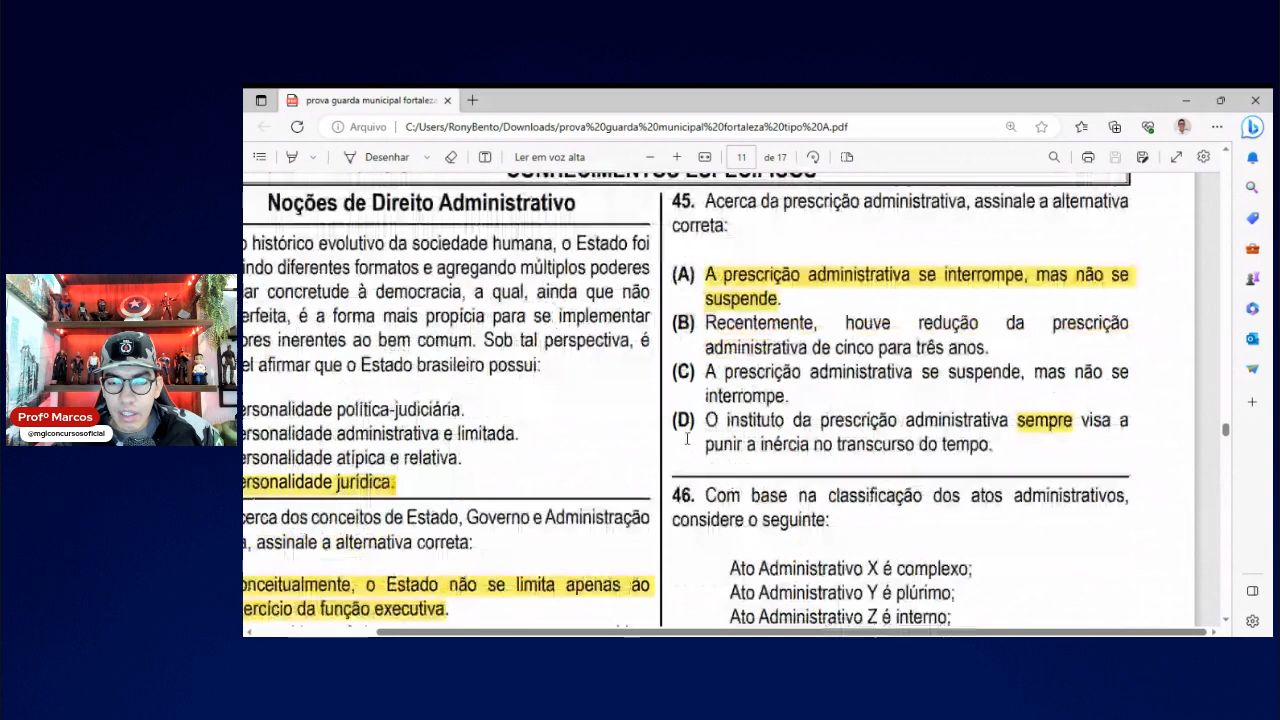 prova guarda municipal fortalez
Arquivo
C:/Users/RonyBento/Downloads/prova%20guarda%20municipal%20fortaleza%20tipo%20A.pdf
Desenhar
Ler em voz alta
11
de 17
CONHECIMENTOS ESPECÍFICOS
Noções de Direito Administrativo
o histórico evolutivo da sociedade humana, o Estado foi
indo diferentes formatos e agregando múltiplos poderes
ar concretude à democracia, a qual, ainda que não
erfeita, é a forma mais propícia para se implementar
ores inerentes ao bem comum. Sob tal perspectiva, é
el afirmar que o Estado brasileiro possui:
ersonalidade política-judiciária.
ersonalidade administrativa e limitada.
ersonalidade atípica e relativa.
ersonalidade jurídica.
cerca dos conceitos de Estado, Governo e Administração
a, assinale a alternativa correta:
onceitualmente, o Estado não se limita apenas ao
ercício da função executiva.
45. Acerca da prescrição administrativa, assinale a alternativa
correta:
(A) A prescrição administrativa se interrompe, mas não se
suspende.
(B) Recentemente, houve redução da prescrição
administrativa de cinco para três anos.
(C) A prescrição administrativa se suspende, mas não se
interrompe.
(D) O instituto da prescrição administrativa sempre visa a
punir a inércia no transcurso do tempo.
46. Com base na classificação dos atos administrativos,
considere o seguinte:
Ato Administrativo X é complexo;
Ato Administrativo Y é plúrimo;
Ato Administrativo Z é interno;
Profº Marcos
@mglconcursosoficial